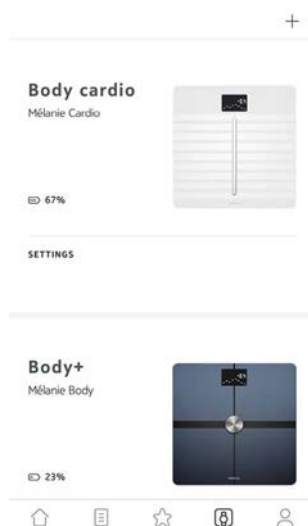 Body cardio
Mélanie Cardio
67%
SETTINGS
Body+
Mélanie Body
23%